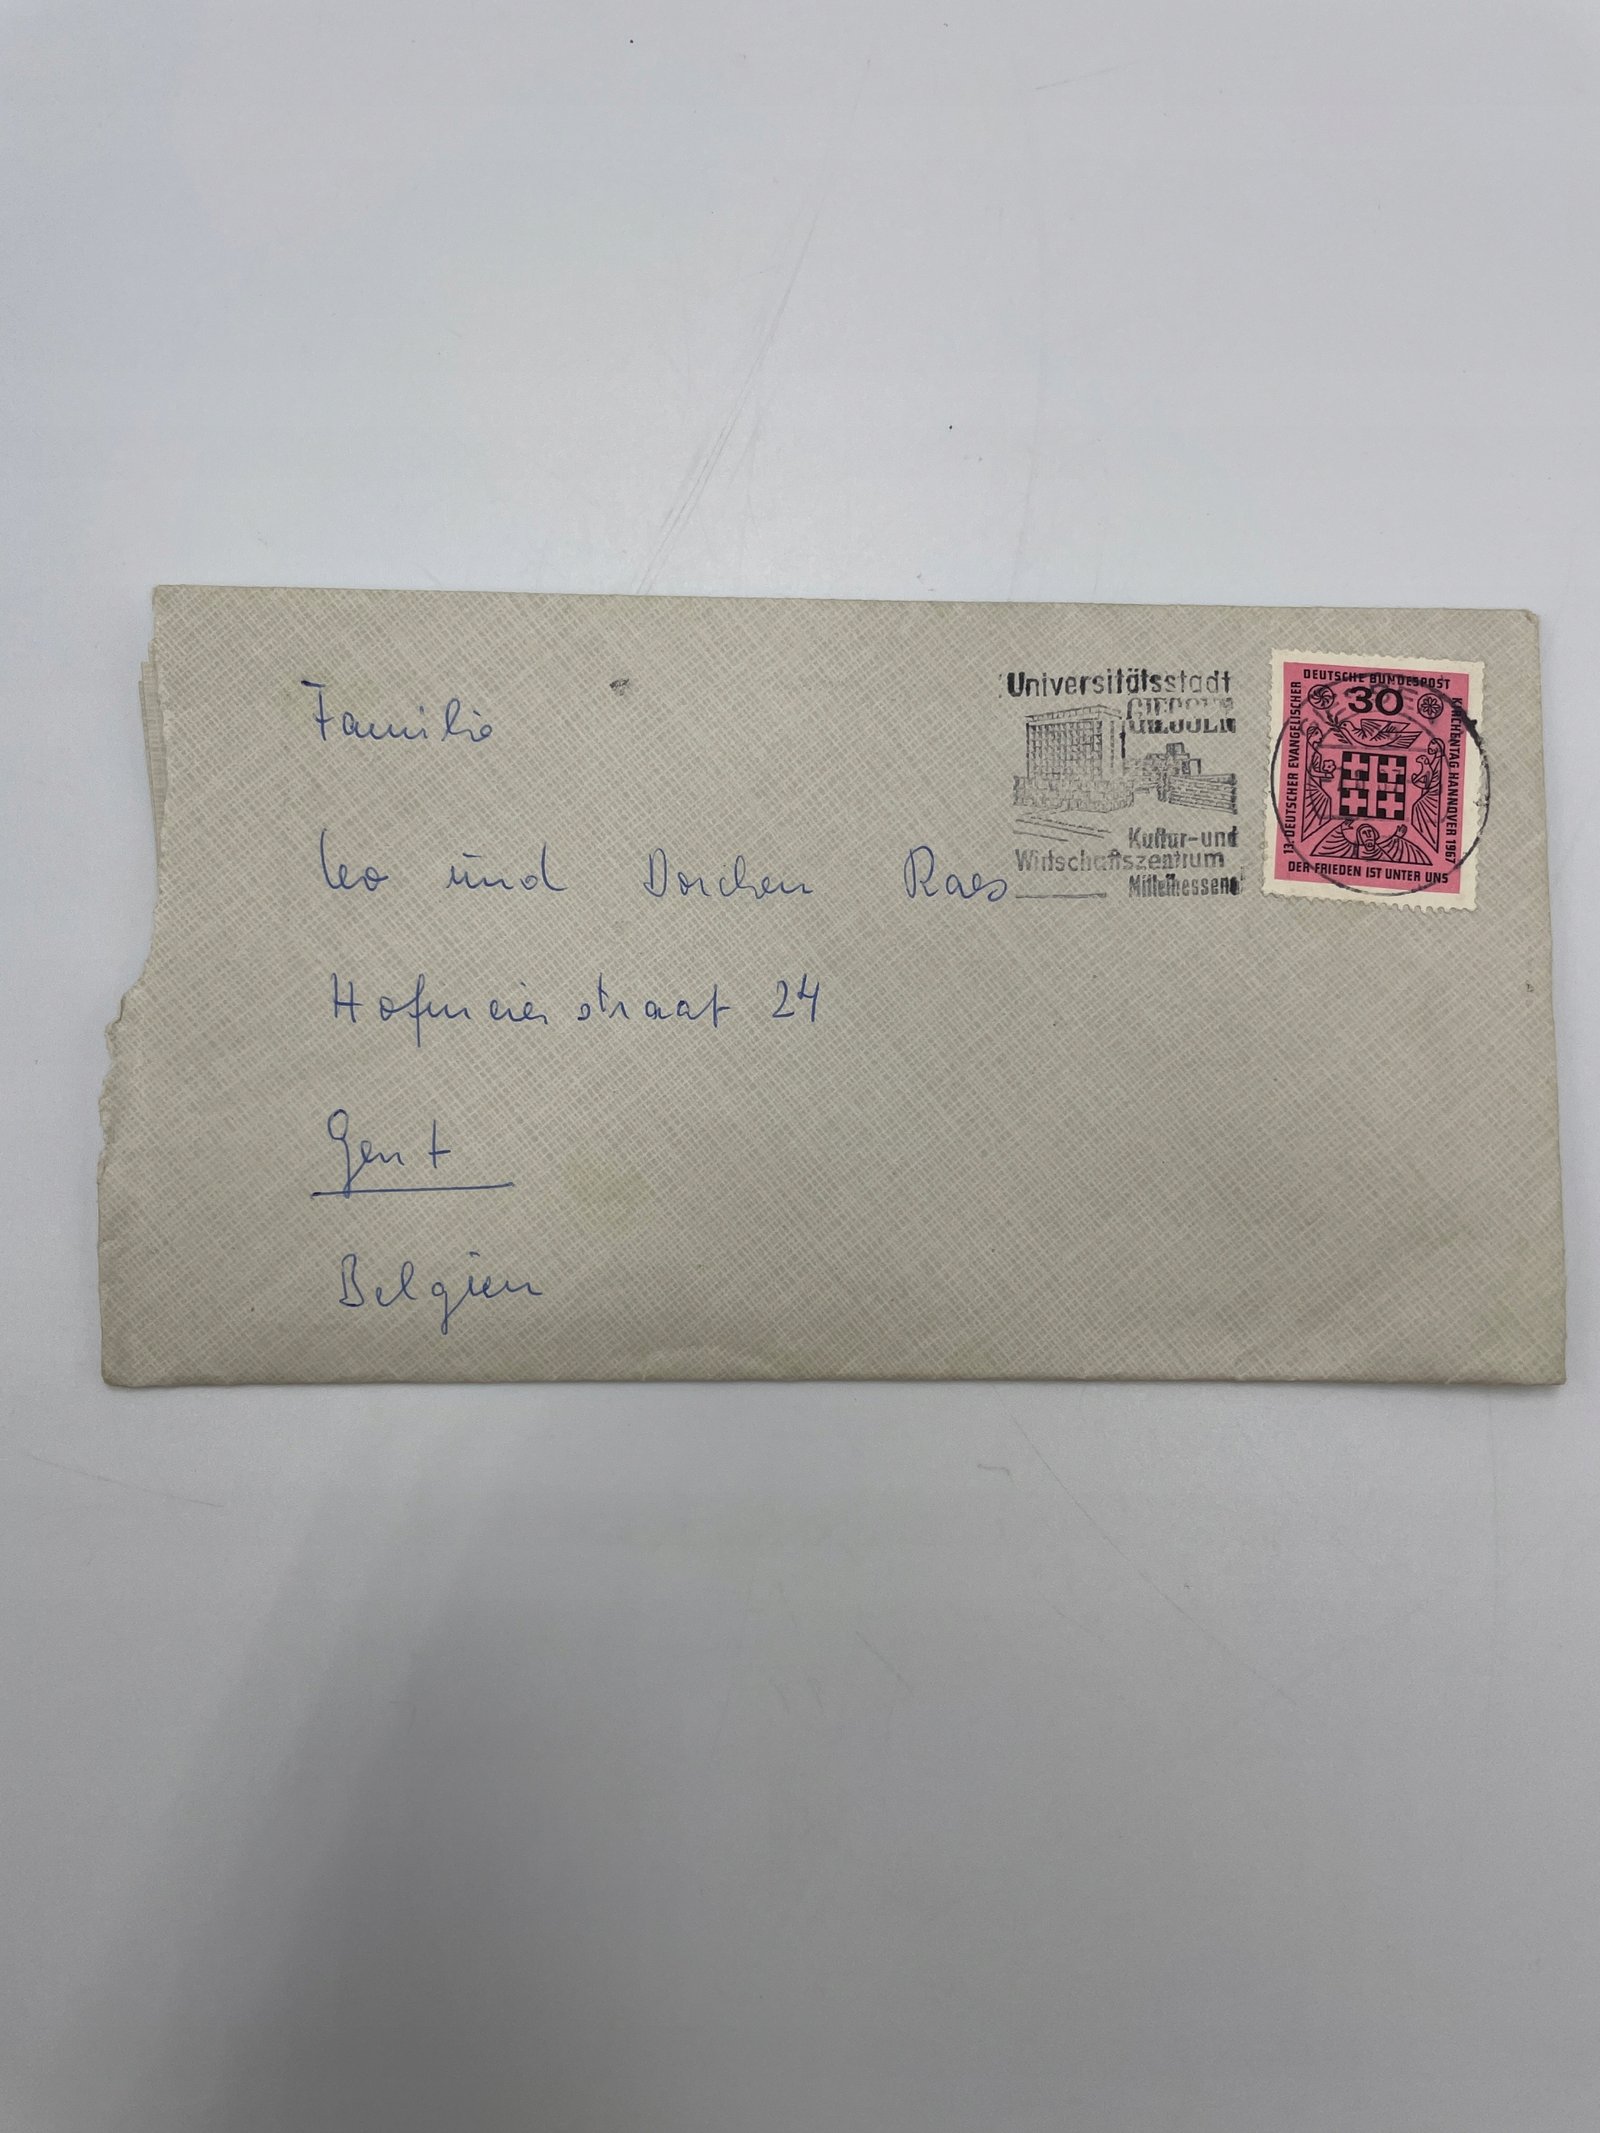 Familie
Leo und Dorchen Raes
Hofmeierstraat 24
Gent
Belgien
Universitätsstadt
GIESSEN
Kultur-und
Wirtschaftszentrum
Mittelhessens
DEUTSCHE BUNDESPOST
30
13. DEUTSCHER EVANGELISCHER
KIRCHENTAG HANNOVER 1967
DER FRIEDEN IST UNTER UNS